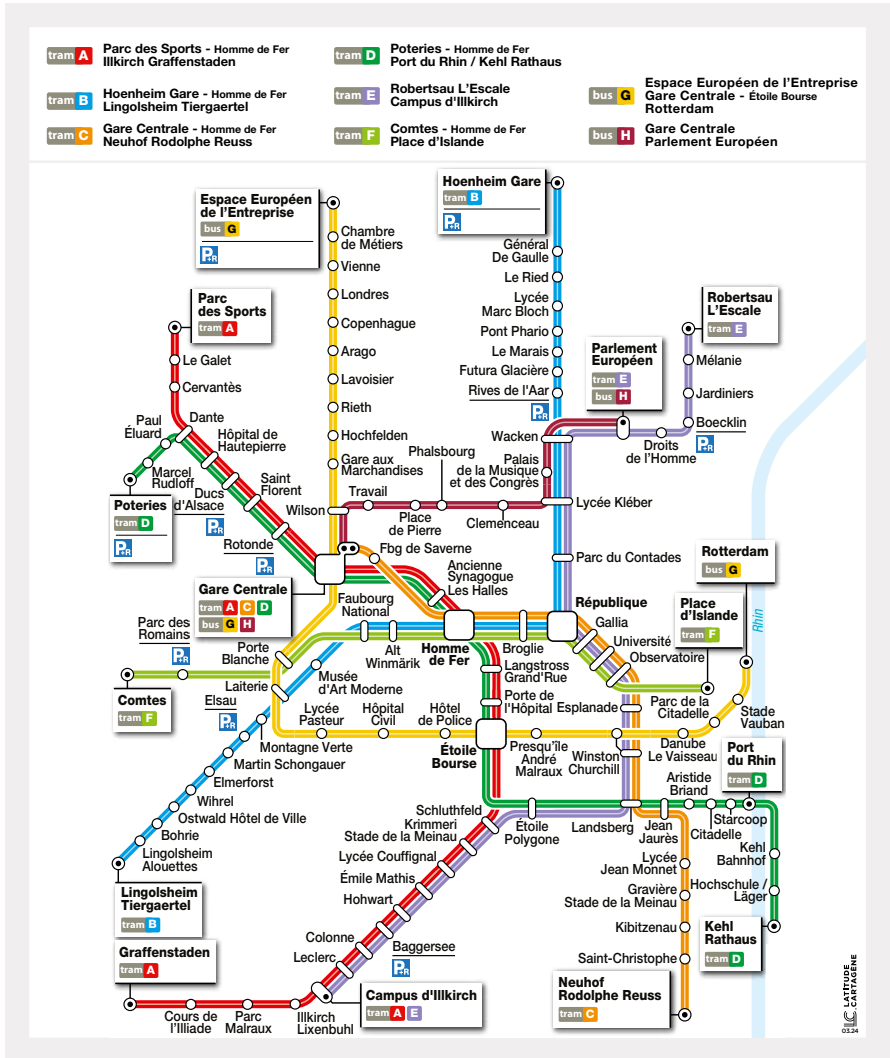 tram A Parc des Sports - Homme de Fer
Illkirch Graffenstaden
tram B Hoenheim Gare - Homme de Fer
Lingolsheim Tiergaertel
tram C Gare Centrale - Homme de Fer
Neuhof Rodolphe Reuss
tram D Poteries - Homme de Fer
Port du Rhin / Kehl Rathaus
tram E Robertsau L'Escale
Campus d'Illkirch
tram F Comtes - Homme de Fer
Place d'Islande
bus G Espace Européen de l'Entreprise
Gare Centrale - Étoile Bourse
Rotterdam
bus H Gare Centrale
Parlement Européen
Espace Européen
de l'Entreprise
bus G
P+R
Chambre
de Métiers
Vienne
Londres
Copenhague
Arago
Lavoisier
Rieth
Hochfelden
Gare aux
Marchandises
Wilson
Hoenheim Gare
tram B
P+R
Général
De Gaulle
Le Ried
Lycée
Marc Bloch
Pont Phario
Le Marais
Futura Glacière
Rives de l'Aar
P+R
Parlement
Européen
tram E
bus H
Robertsau
L'Escale
tram E
Mélanie
Jardiniers
Boecklin
P+R
Droits
de l'Homme
Wacken
Palais
de la Musique
et des Congrès
Lycée Kléber
Parc du Contades
Parc
des Sports
tram A
Le Galet
Cervantès
Dante
Paul
Éluard
Marcel
Rudloff
Poteries
tram D
P+R
Hôpital de
Hautepierre
Ducs
d'Alsace
P+R
Saint
Florent
Rotonde
P+R
Travail
Phalsbourg
Place
de Pierre
Clemenceau
Fbg de Saverne
Ancienne
Synagogue
Les Halles
Gare Centrale
tram A C D
bus G H
Faubourg
National
Alt
Winmärik
Homme
de Fer
Broglie
République
Gallia
Université
Observatoire
Rotterdam
bus G
Place
d'Islande
tram F
Rhin
Parc des
Romains
P+R
Porte
Blanche
Comtes
tram F
Laiterie
Elsau
P+R
Musée
d'Art Moderne
Lycée
Pasteur
Hôpital
Civil
Hôtel
de Police
Langstross
Grand'Rue
Porte de
l'Hôpital
Étoile
Bourse
Presqu'île
André
Malraux
Esplanade
Winston
Churchill
Parc de la
Citadelle
Stade
Vauban
Danube
Le Vaisseau
Port
du Rhin
tram D
Montagne Verte
Martin Schongauer
Elmerforst
Wihrel
Ostwald Hôtel de Ville
Bohrie
Lingolsheim
Alouettes
Lingolsheim
Tiergaertel
tram B
Schluthfeld
Krimmeri
Stade de la Meinau
Lycée Couffignal
Émile Mathis
Hohwart
Colonne
Leclerc
Baggersee
P+R
Étoile
Polygone
Landsberg
Jean
Jaurès
Aristide
Briand
Citadelle
Starcoop
Kehl
Bahnhof
Hochschule /
Läger
Kehl
Rathaus
tram D
Lycée
Jean Monnet
Gravière
Stade de la Meinau
Kibitzenau
Saint-Christophe
Neuhof
Rodolphe Reuss
tram C
Graffenstaden
tram A
Cours de
l'Illiade
Parc
Malraux
Illkirch
Lixenbuhl
Campus d'Illkirch
tram A E
LATITUDE
CARTAGÈNE
03.24